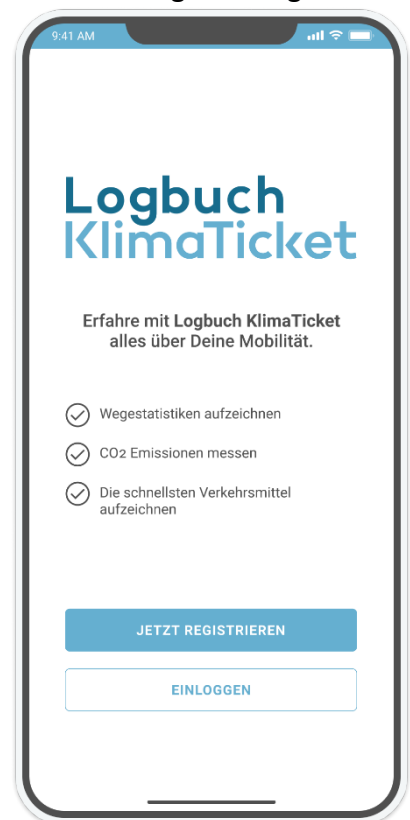 9:41 AM
Logbuch
KlimaTicket
Erfahre mit Logbuch KlimaTicket
alles über Deine Mobilität.
Wegestatistiken aufzeichnen
CO2 Emissionen messen
Die schnellsten Verkehrsmittel
aufzeichnen
JETZT REGISTRIEREN
EINLOGGEN